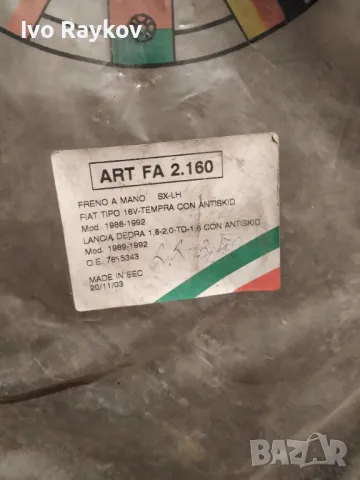 Ivo Raykov
ART FA 2.160
FRENO A MANO SX-LH
FIAT TIPO 16V-TEMPRA CON ANTISKID
Mod. 1988-1992
LANCIA DEDRA 1.8-2.0-TD-1.6 CON ANTISKID
Mod. 1989-1992
O.E.
MADE IN EEC
20/11/03
BAZAR